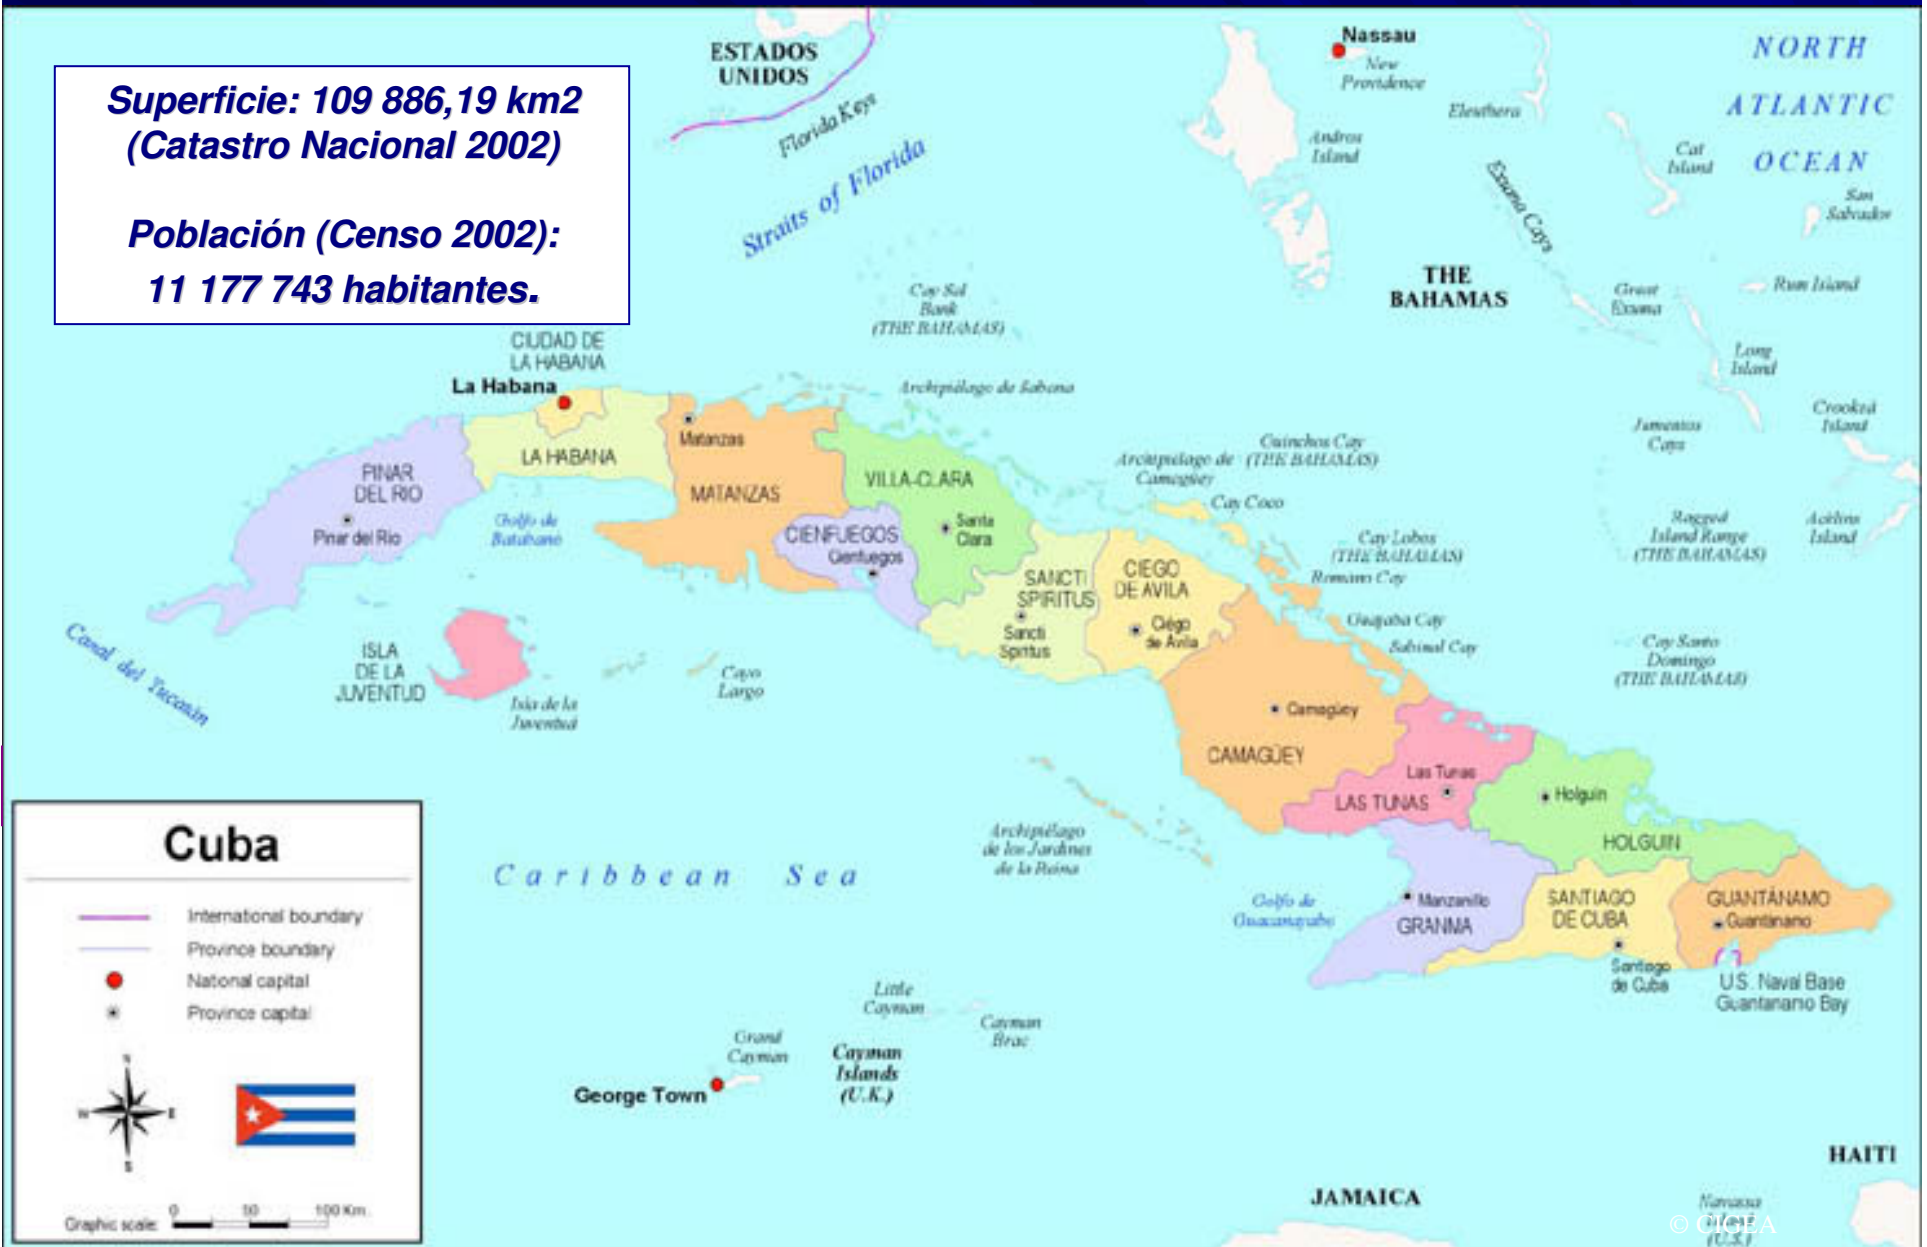 Superficie: 109 886,19 km2
(Catastro Nacional 2002)
Población (Censo 2002):
11 177 743 habitantes.
ESTADOS
UNIDOS
Florida Keys
Straits of Florida
Nassau
New
Providence
Eleuthera
Andros
Island
Cat
Island
Exuma Cays
NORTH
ATLANTIC
OCEAN
San
Salvador
THE
BAHAMAS
Great
Exuma
Rum Island
Long
Island
Crooked
Island
Jumentos
Cays
Ragged
Island Range
(THE BAHAMAS)
Acklins
Island
Cay Sal
Bank
(THE BAHAMAS)
Archipiélago de Sabana
Guinchos Cay
(THE BAHAMAS)
Archipielago de
Camagüey
Cay Coco
Cay Lobos
(THE BAHAMAS)
Romano Cay
Guajaba Cay
Sabinal Cay
Cay Santo
Domingo
(THE BAHAMAS)
CIUDAD DE
LA HABANA
La Habana
LA HABANA
PINAR
DEL RIO
Pinar del Rio
Golfo de
Batabano
Matanzas
MATANZAS
VILLA-CLARA
Santa
Clara
CIENFUEGOS
Cienfuegos
SANCTI
SPIRITUS
Sancti
Spiritus
CIEGO
DE AVILA
Ciégo
de Avila
Canal del Yucatán
ISLA
DE LA
JUVENTUD
Isla de la
Juventud
Cayo
Largo
Camagüey
CAMAGÜEY
Las Tunas
LAS TUNAS
Holguin
HOLGUIN
Archipiélago
de los Jardines
de la Reina
Golfo de
Guacanayabo
Manzanillo
GRANMA
SANTIAGO
DE CUBA
Santiago
de Cuba
GUANTÁNAMO
Guantánamo
U.S. Naval Base
Guantanamo Bay
Caribbean Sea
Little
Cayman
Cayman
Brac
Grand
Cayman
Cayman
Islands
(U.K.)
George Town
JAMAICA
HAITI
Navassa
(U.S.)
© CIGEA
Cuba
International boundary
Province boundary
National capital
Province capital
N
W
E
S
Graphic scale:
0 50 100 Km.